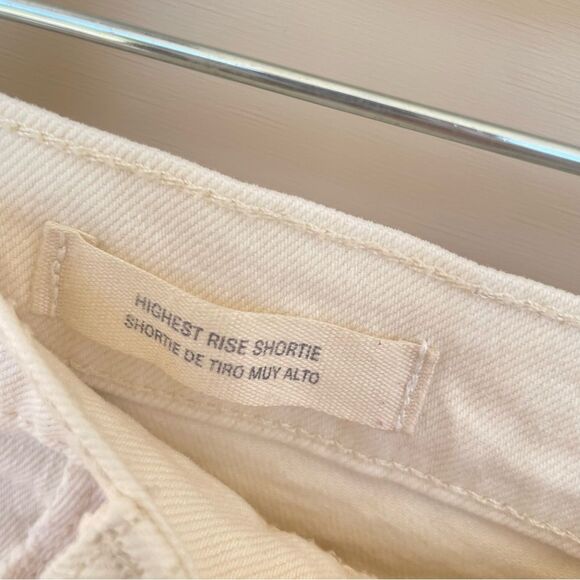 HIGHEST RISE SHORTIE
SHORTIE DE TIRO MUY ALTO